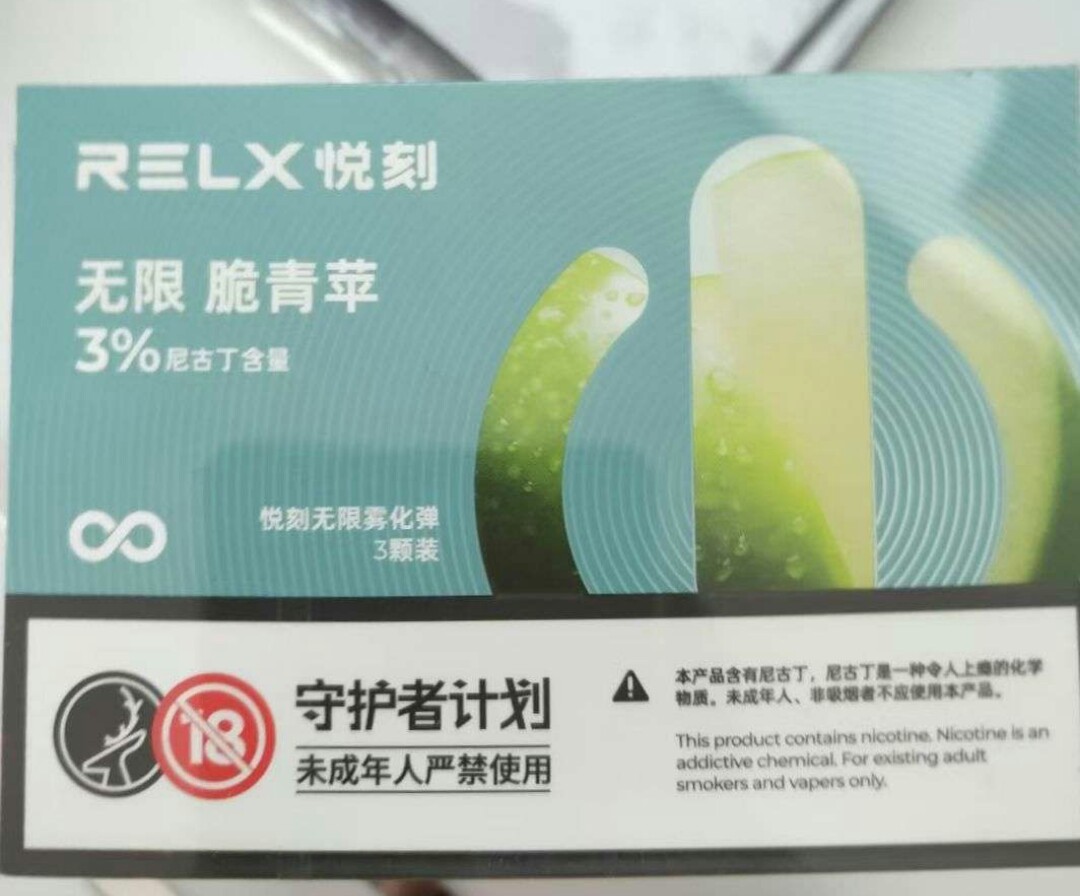 RELX 悦刻
无限 脆青苹
3% 尼古丁含量
悦刻无限雾化弹
3颗装
18
守护者计划
未成年人严禁使用
本产品含有尼古丁，尼古丁是一种令人上瘾的化学
物质。未成年人、非吸烟者不应使用本产品。
This product contains nicotine. Nicotine is an
addictive chemical. For existing adult
smokers and vapers only.